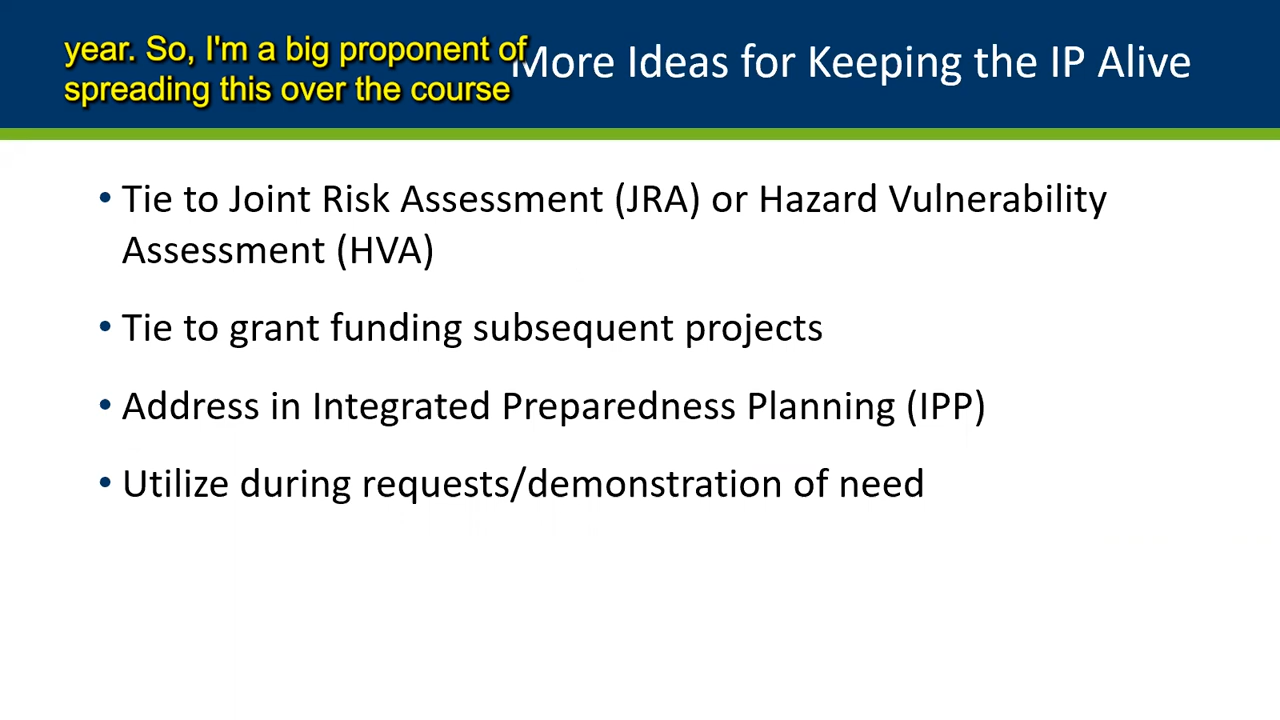 year. So, I'm a big proponent of
spreading this over the course
More Ideas for Keeping the IP Alive
• Tie to Joint Risk Assessment (JRA) or Hazard Vulnerability
Assessment (HVA)
• Tie to grant funding subsequent projects
• Address in Integrated Preparedness Planning (IPP)
• Utilize during requests/demonstration of need